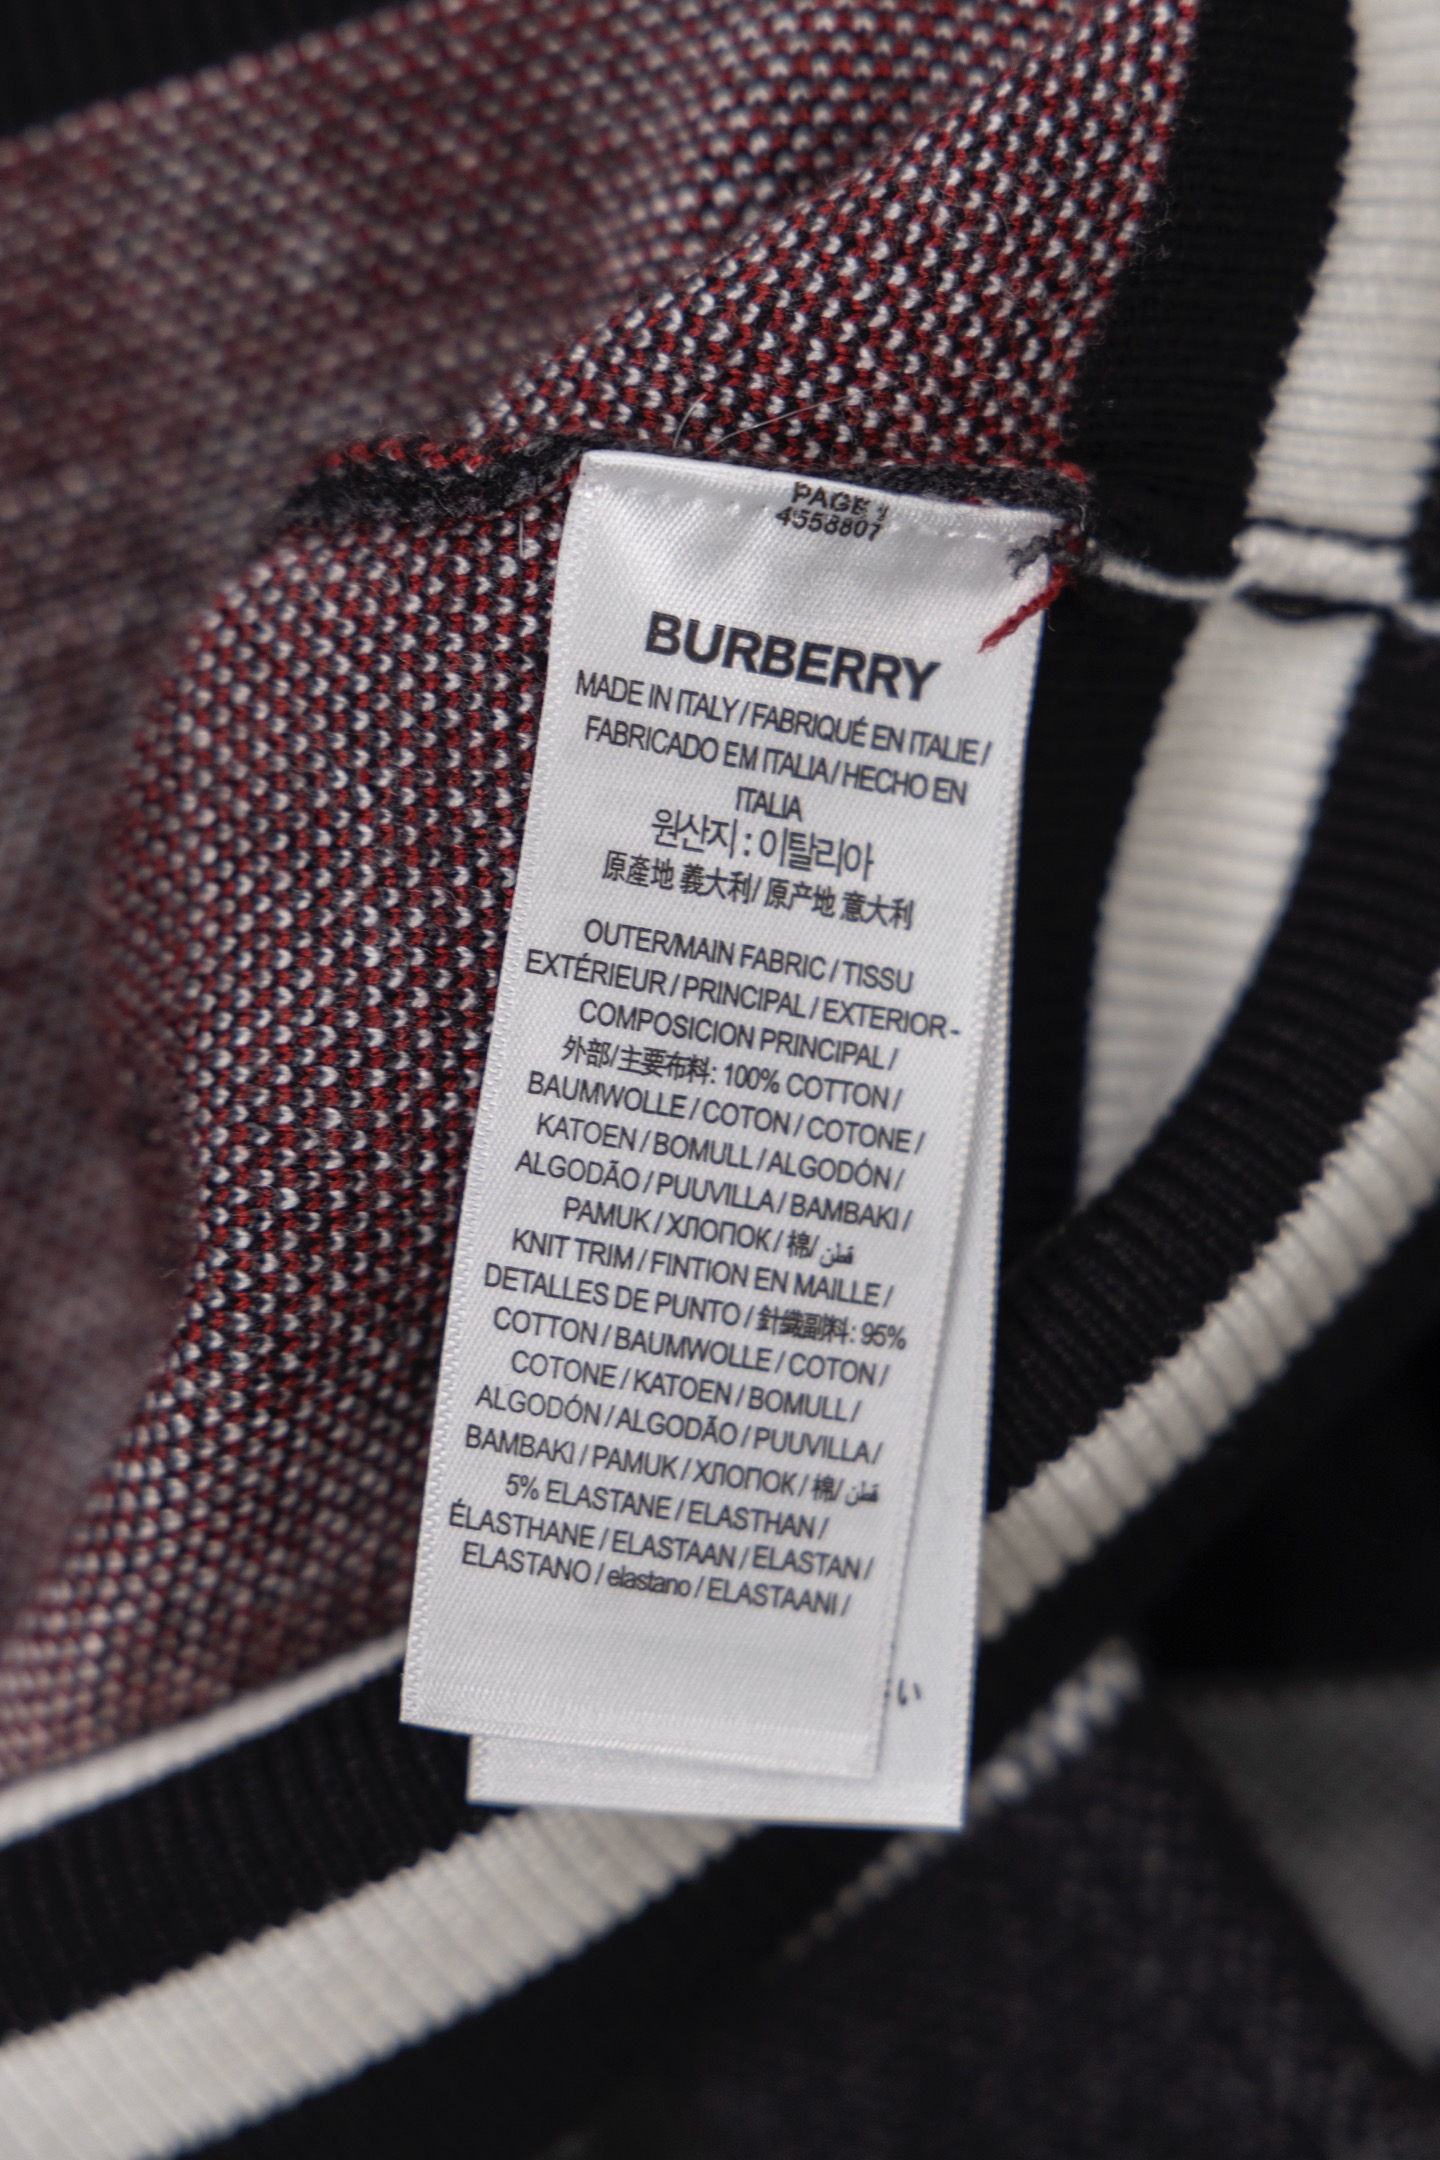 PAGE 1
4558807
BURBERRY
MADE IN ITALY / FABRIQUÉ EN ITALIE /
FABRICADO EM ITALIA / HECHO EN
ITALIA
원산지 : 이탈리아
原產地 義大利/ 原产地 意大利
OUTER/MAIN FABRIC / TISSU
EXTÉRIEUR / PRINCIPAL / EXTERIOR -
COMPOSICION PRINCIPAL /
外部/主要布料: 100% COTTON /
BAUMWOLLE / COTON / COTONE /
KATOEN / BOMULL / ALGODÓN /
ALGODÃO / PUUVILLA / BAMBAKI /
PAMUK / ХЛОПОК / 棉/ قطن
KNIT TRIM / FINTION EN MAILLE /
DETALLES DE PUNTO / 針織副料: 95%
COTTON / BAUMWOLLE / COTON /
COTONE / KATOEN / BOMULL /
ALGODÓN / ALGODÃO / PUUVILLA /
BAMBAKI / PAMUK / ХЛОПОК / 棉/ قطن
5% ELASTANE / ELASTHAN /
ÉLASTHANE / ELASTAAN / ELASTAN /
ELASTANO / elastano / ELASTAANI /
い